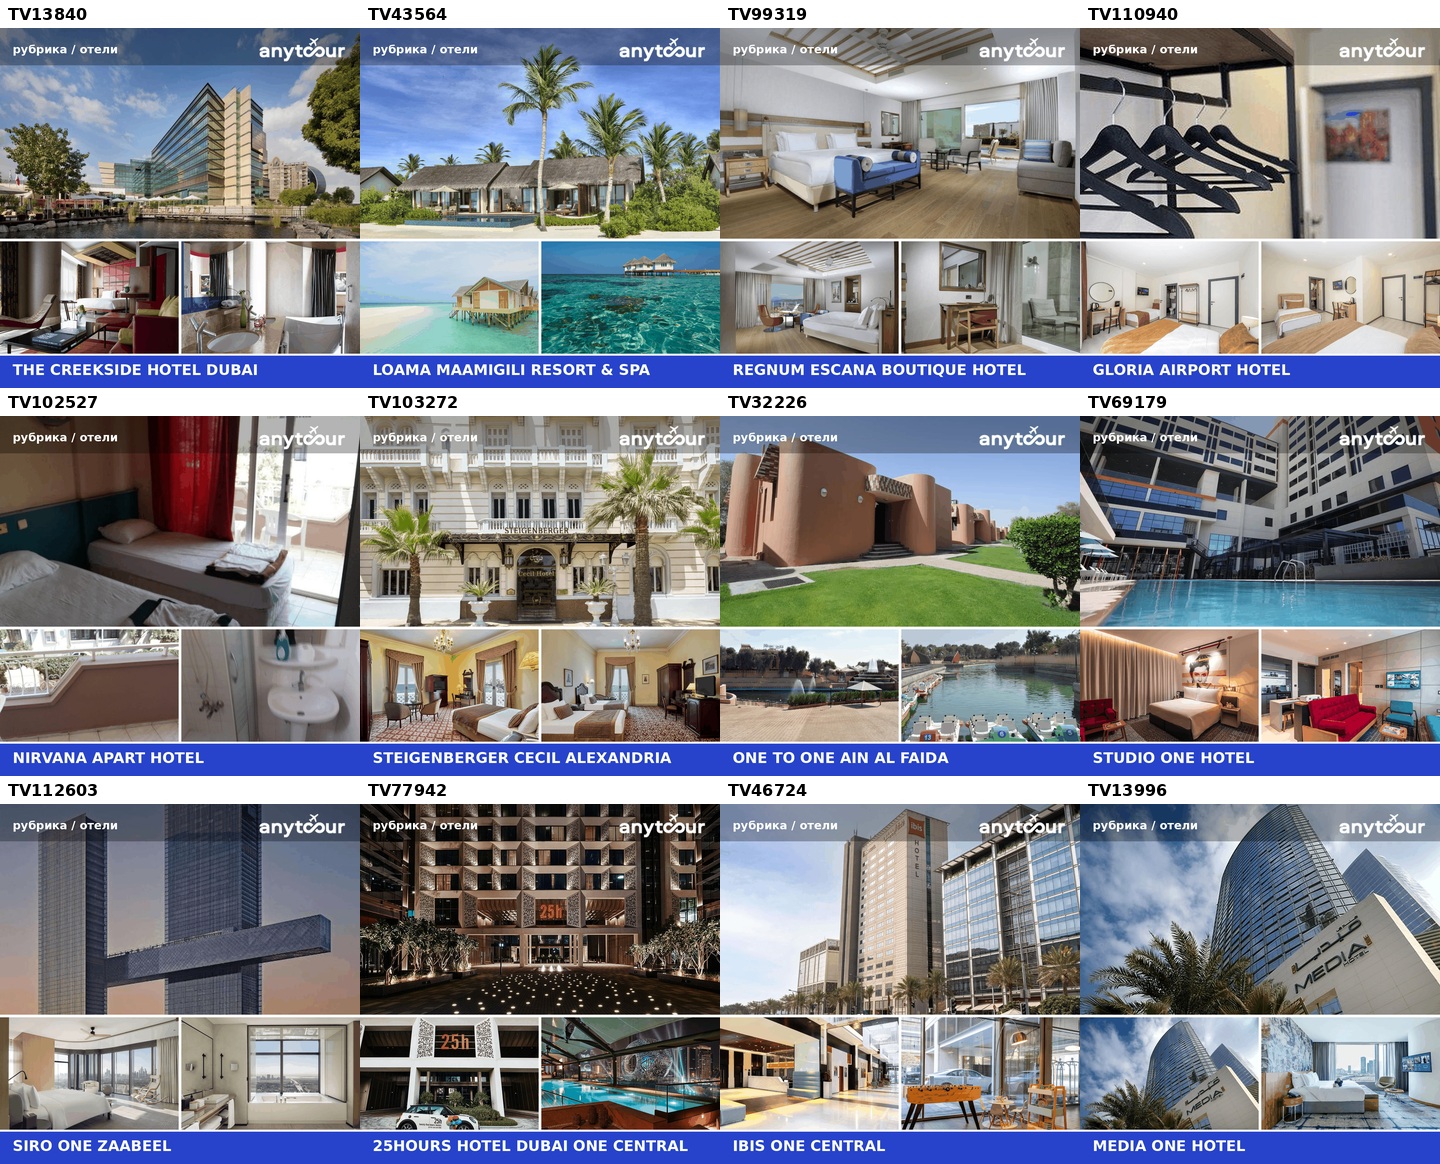 TV13840
TV43564
TV99319
TV110940
рубрика / отели
anytour
рубрика / отели
anytour
рубрика / отели
anytour
рубрика / отели
anytour
THE CREEKSIDE HOTEL DUBAI
LOAMA MAAMIGILI RESORT & SPA
REGNUM ESCANA BOUTIQUE HOTEL
GLORIA AIRPORT HOTEL
TV102527
TV103272
TV32226
TV69179
рубрика / отели
anytour
рубрика / отели
anytour
рубрика / отели
anytour
рубрика / отели
anytour
STEIGENBERGER
Cecil Hotel
NIRVANA APART HOTEL
STEIGENBERGER CECIL ALEXANDRIA
ONE TO ONE AIN AL FAIDA
STUDIO ONE HOTEL
TV112603
TV77942
TV46724
TV13996
рубрика / отели
anytour
рубрика / отели
anytour
рубрика / отели
anytour
рубрика / отели
anytour
ibis
HOTEL
25h
MEDIA
25h
MEDIA
SIRO ONE ZAABEEL
25HOURS HOTEL DUBAI ONE CENTRAL
IBIS ONE CENTRAL
MEDIA ONE HOTEL